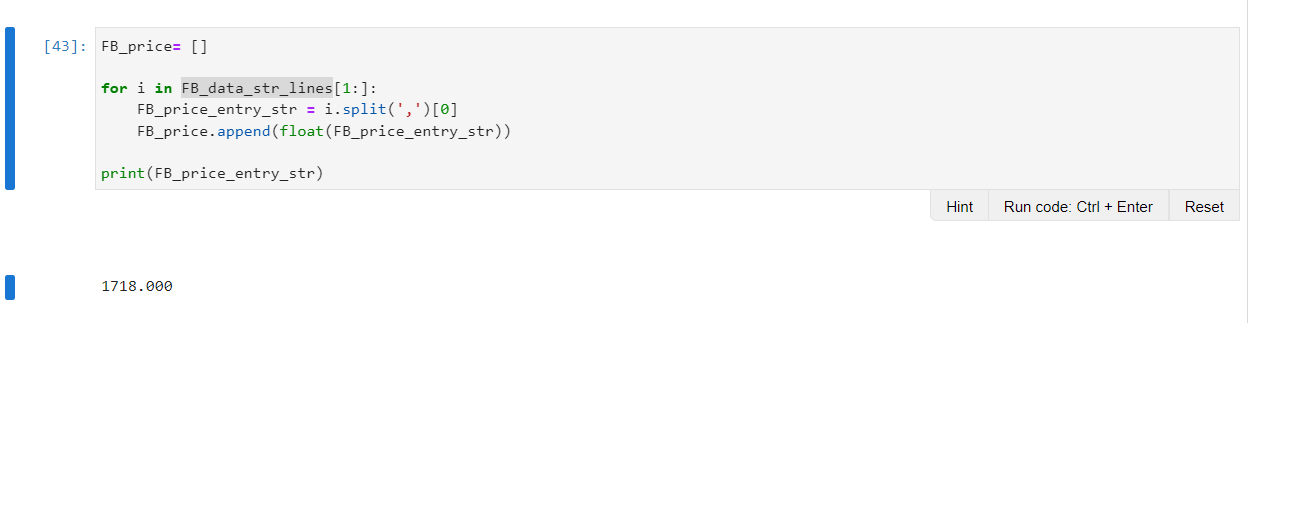 [43]: FB_price= []
for i in FB_data_str_lines[1:]:
    FB_price_entry_str = i.split(',')[0]
    FB_price.append(float(FB_price_entry_str))
print(FB_price_entry_str)
Hint Run code: Ctrl + Enter Reset
1718.000